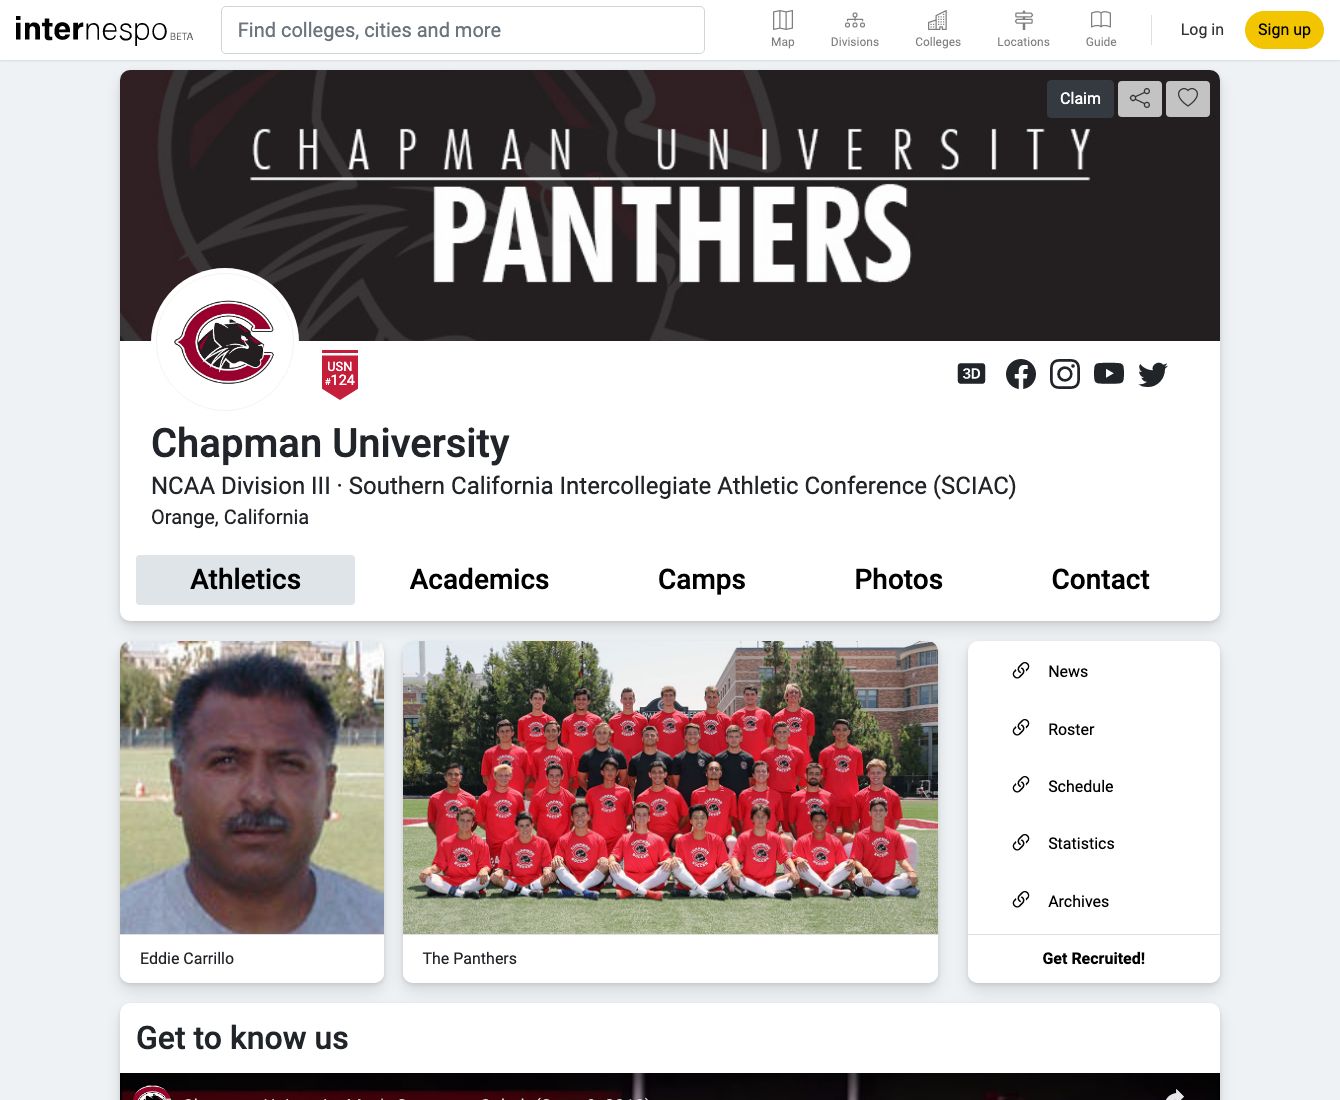 internespo BETA
Find colleges, cities and more
Map
Divisions
Colleges
Locations
Guide
Log in
Sign up
Claim
CHAPMAN UNIVERSITY
PANTHERS
USN
#124
3D
Chapman University
NCAA Division III · Southern California Intercollegiate Athletic Conference (SCIAC)
Orange, California
Athletics
Academics
Camps
Photos
Contact
Eddie Carrillo
The Panthers
News
Roster
Schedule
Statistics
Archives
Get Recruited!
Get to know us